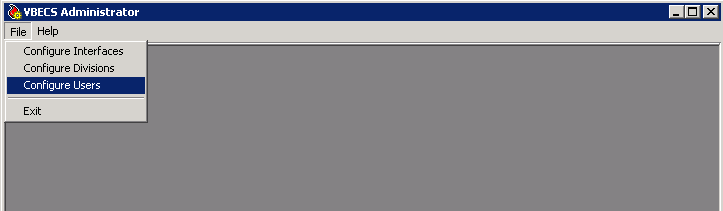 VBECS Administrator
File Help
Configure Interfaces
Configure Divisions
Configure Users
Exit